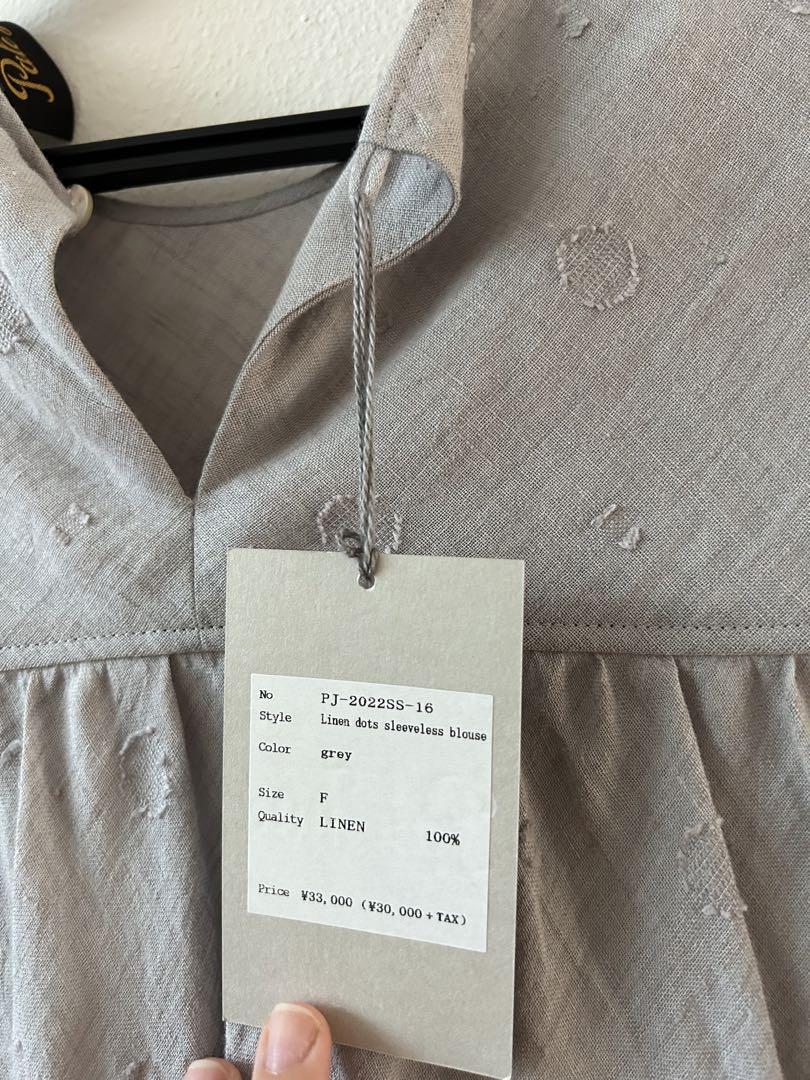 No PJ-2022SS-16
Style Linen dots sleeveless blouse
Color grey
Size F
Quality LINEN 100%
Price ¥33,000 (¥30,000+TAX)